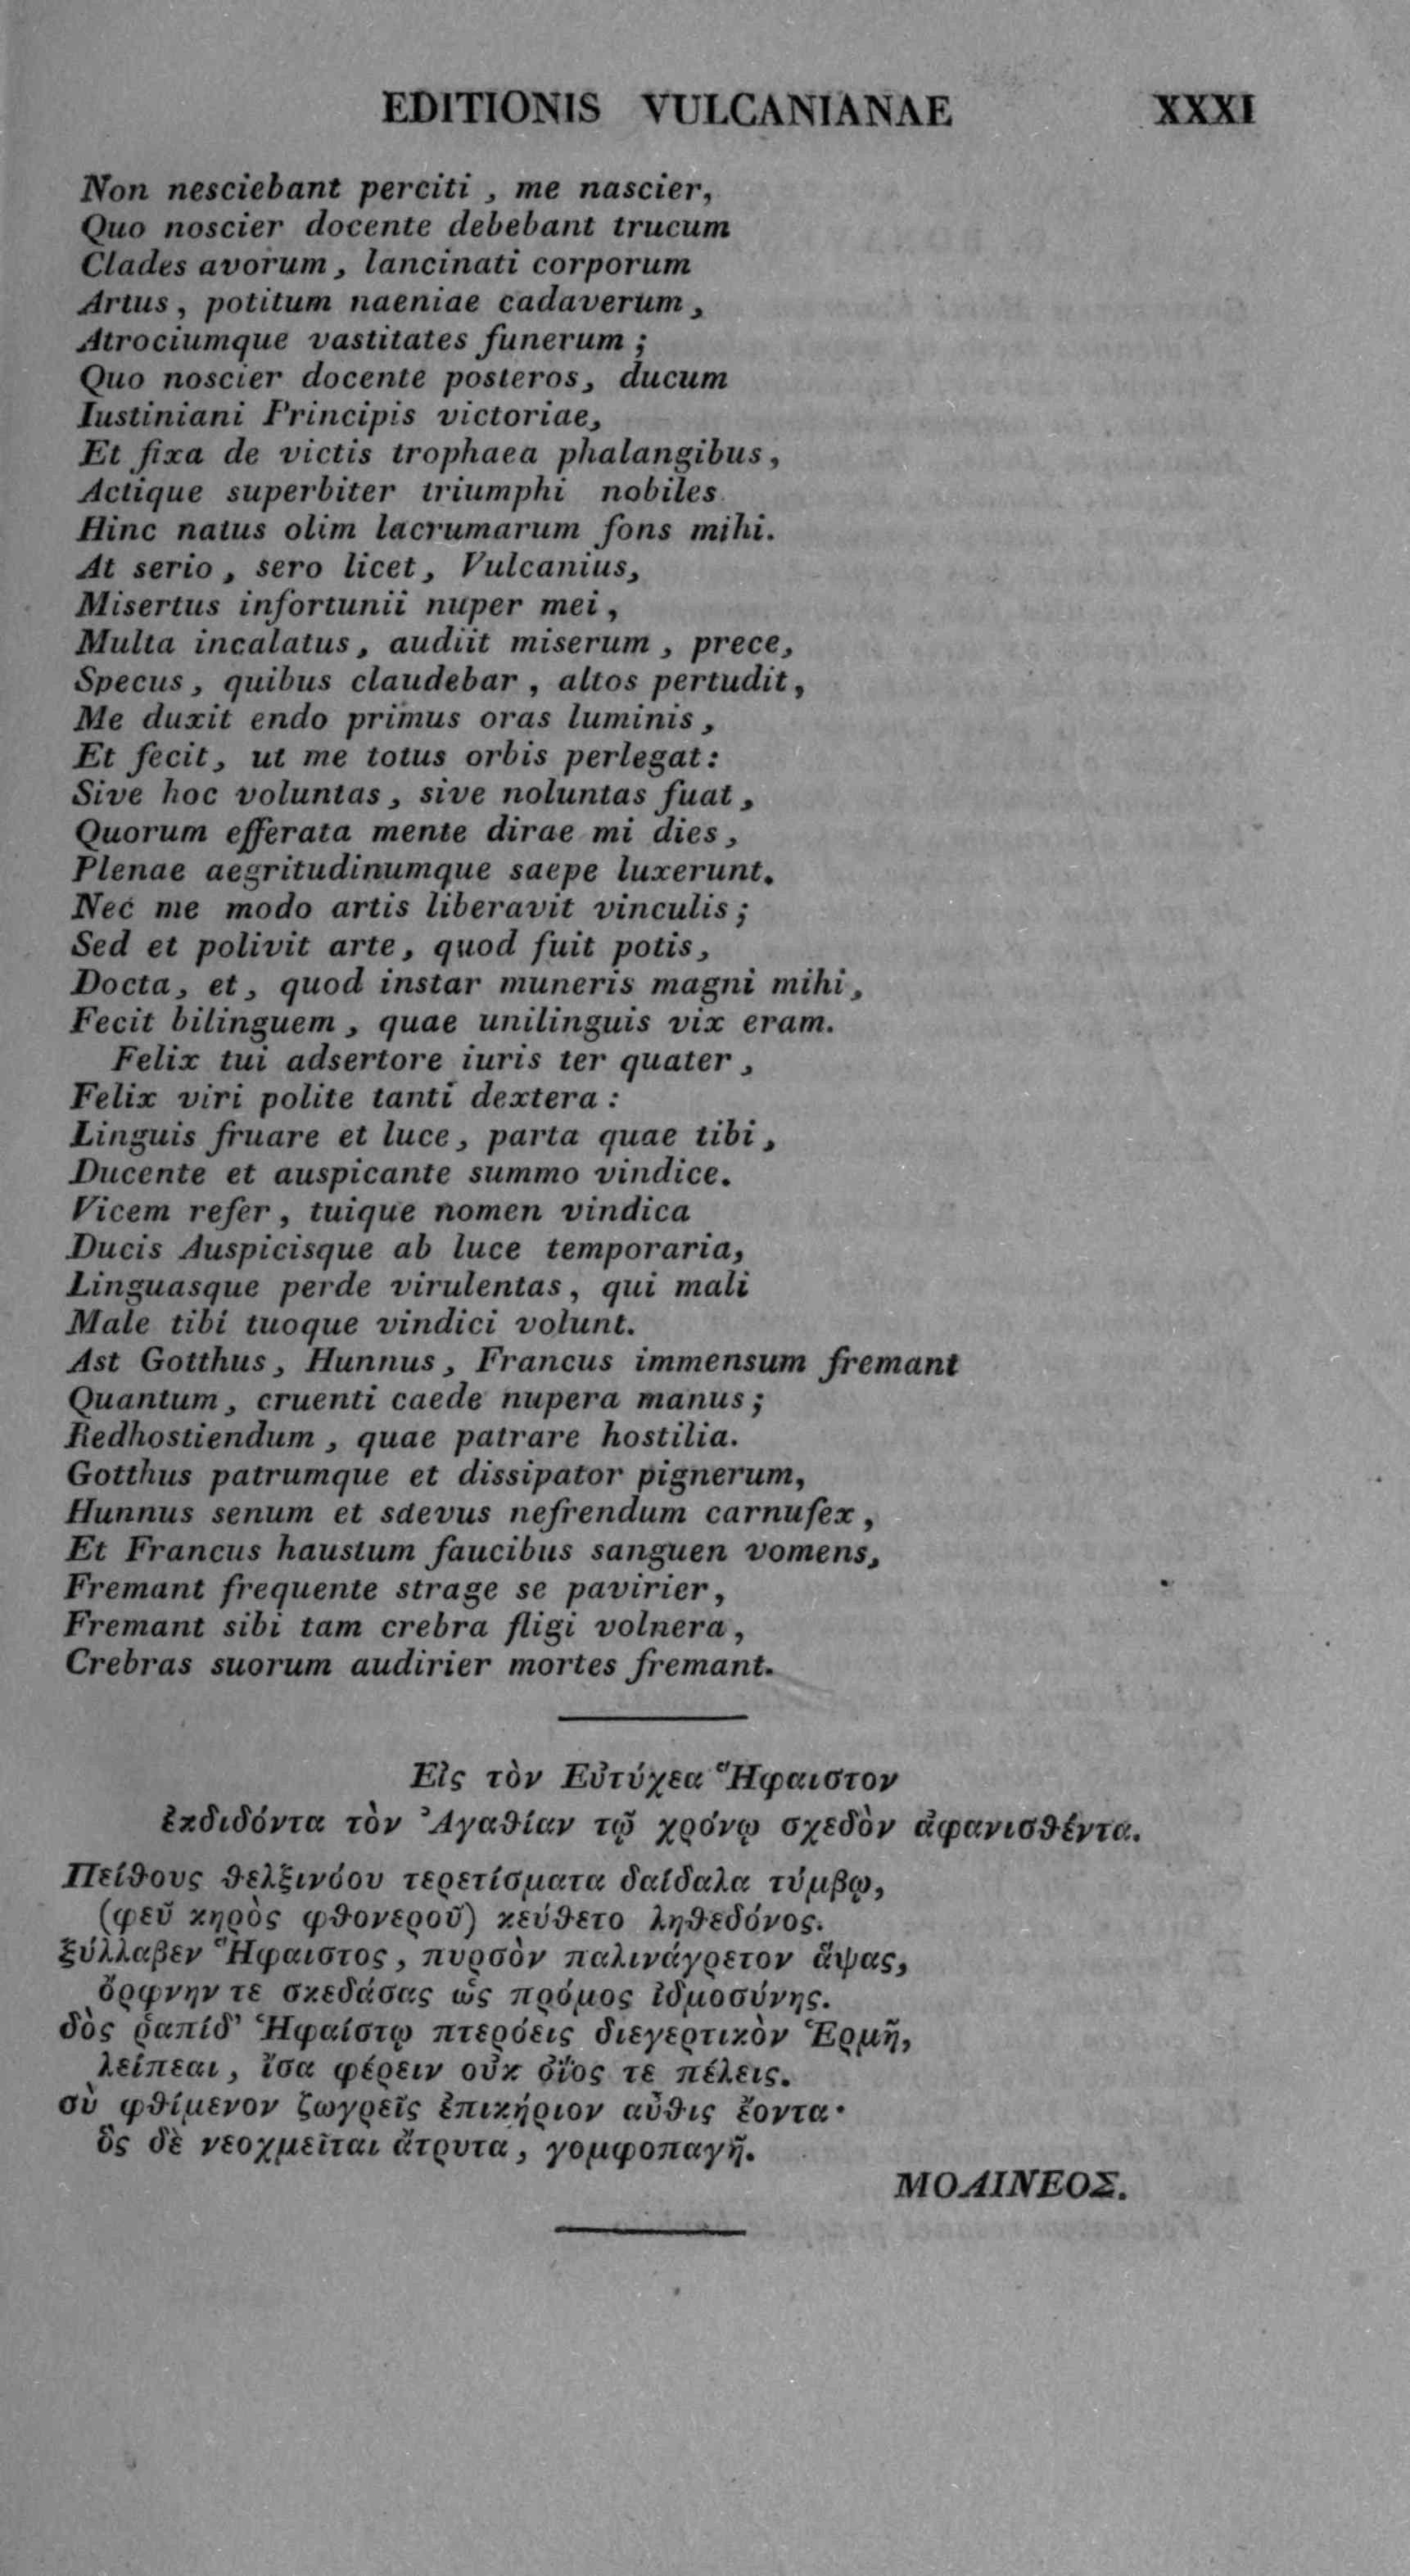 EDITIONIS VULCANIANAE XXXI
Non nesciebant perciti, me nascier,
Quo noscier docente debebant trucum
Clades avorum, lancinati corporum
Artus, potitum naeniae cadaverum,
Atrociumque vastitates funerum;
Quo noscier docente posteros, ducum
Iustiniani Principis victoriae,
Et fixa de victis trophaea phalangibus,
Actique superbiter triumphi nobiles.
Hinc natus olim lacrumarum fons mihi.
At serio, sero licet, Vulcanius,
Misertus infortunii nuper mei,
Multa incalatus, audiit miserum, prece,
Specus, quibus claudebar, altos pertudit,
Me duxit endo primus oras luminis,
Et fecit, ut me totus orbis perlegat:
Sive hoc voluntas, sive noluntas fuat,
Quorum efferata mente dirae mi dies,
Plenae aegritudinumque saepe luxerunt.
Nec me modo artis liberavit vinculis;
Sed et polivit arte, quod fuit potis,
Docta, et, quod instar muneris magni mihi,
Fecit bilinguem, quae unilinguis vix eram.
Felix tui adsertore iuris ter quater,
Felix viri polite tanti dextera:
Linguis fruare et luce, parta quae tibi,
Ducente et auspicante summo vindice.
Vicem refer, tuique nomen vindica
Ducis Auspicisque ab luce temporaria,
Linguasque perde virulentas, qui mali
Male tibi tuoque vindici volunt.
Ast Gotthus, Hunnus, Francus immensum fremant
Quantum, cruenti caede nupera manus;
Redhostiendum, quae patrare hostilia.
Gotthus patrumque et dissipator pignerum,
Hunnus senum et saevus nefrendum carnufex,
Et Francus haustum faucibus sanguen vomens,
Fremant frequente strage se pavirier,
Fremant sibi tam crebra fligi volnera,
Crebras suorum audirier mortes fremant.
Εἰς τὸν Εὐτύχεα Ἥφαιστον
ἐκδιδόντα τὸν Ἀγαθίαν τῷ χρόνῳ σχεδὸν ἀφανισθέντα.
Πείθους θελξινόου τερετίσματα δαίδαλα τύμβῳ,
(φεῦ κηρὸς φθονεροῦ) κεύθετο ληθεδόνος.
ξύλλαβεν Ἥφαιστος, πυρσὸν παλινάγρετον ἅψας,
ὄρφνην τε σκεδάσας ὡς πρόμος ἰδμοσύνης.
δὸς ῥαπίδ' Ἡφαίστῳ πτερόεις διεγερτικὸν Ἑρμῆ,
λείπεαι, ἴσα φέρειν οὐκ οἷός τε πέλεις.
σὺ φθίμενον ζωγρεῖς ἐπικήριον αὖθις ἔοντα·
ὃς δὲ νεοχμεῖται ἄτρυτα, γομφοπαγῆ.
ΜΟΛΙΝΕΟΣ.